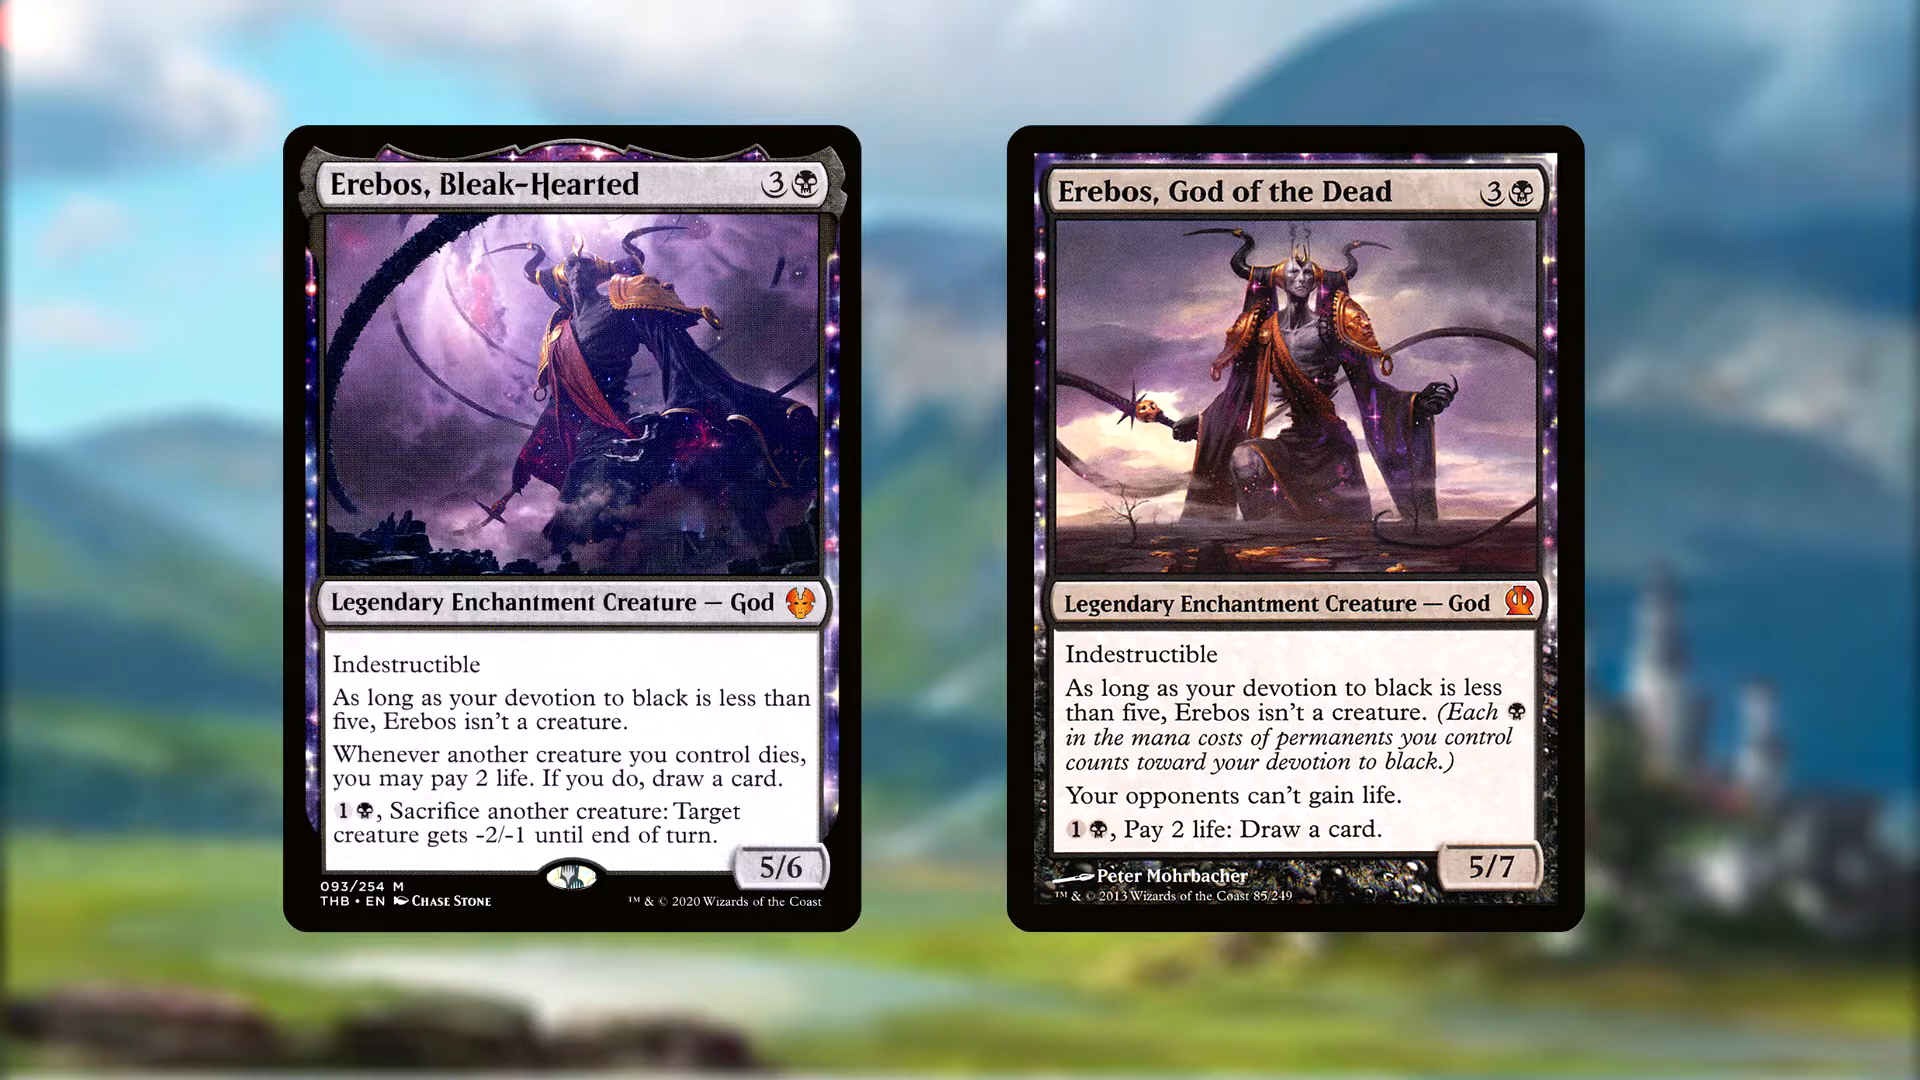 Erebos, Bleak-Hearted 3
Legendary Enchantment Creature — God
Indestructible
As long as your devotion to black is less than
five, Erebos isn't a creature.
Whenever another creature you control dies,
you may pay 2 life. If you do, draw a card.
1 , Sacrifice another creature: Target
creature gets -2/-1 until end of turn.
5/6
093/254 M
THB • EN Chase Stone
™ & © 2020 Wizards of the Coast
Erebos, God of the Dead 3
Legendary Enchantment Creature — God
Indestructible
As long as your devotion to black is less
than five, Erebos isn't a creature. (Each
in the mana costs of permanents you control
counts toward your devotion to black.)
Your opponents can't gain life.
1 , Pay 2 life: Draw a card.
5/7
Peter Mohrbacher
™ & © 2013 Wizards of the Coast 85/249